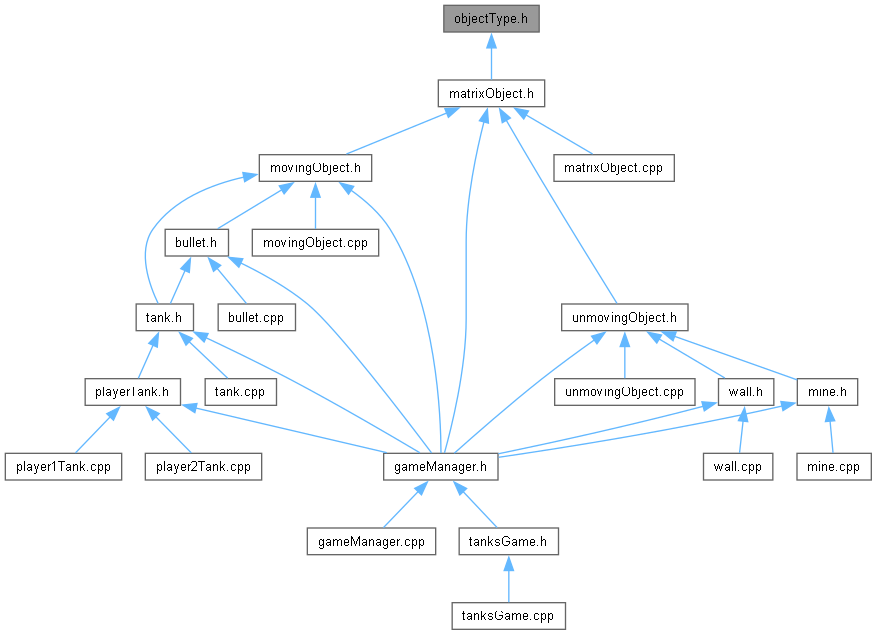 objectType.h
matrixObject.h
movingObject.h
matrixObject.cpp
bullet.h
movingObject.cpp
tank.h
bullet.cpp
unmovingObject.h
playerTank.h
tank.cpp
unmovingObject.cpp
wall.h
mine.h
player1Tank.cpp
player2Tank.cpp
gameManager.h
wall.cpp
mine.cpp
gameManager.cpp
tanksGame.h
tanksGame.cpp